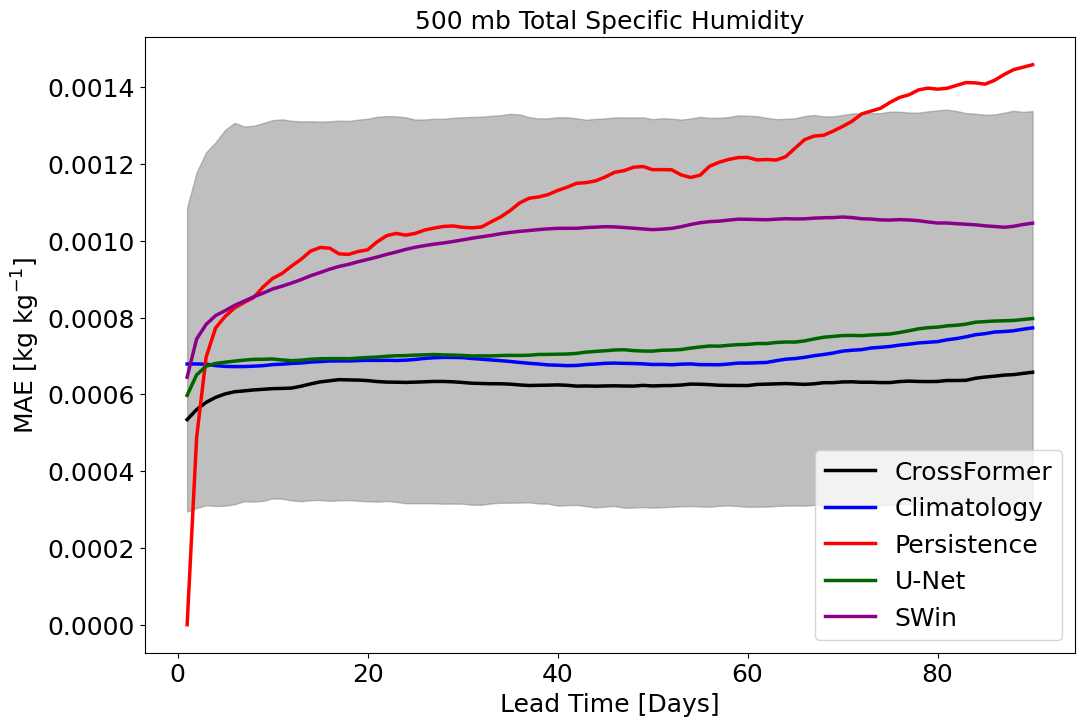 500 mb Total Specific Humidity
MAE [kg kg⁻¹]
0.0014
0.0012
0.0010
0.0008
0.0006
0.0004
0.0002
0.0000
CrossFormer
Climatology
Persistence
U-Net
SWin
0 20 40 60 80
Lead Time [Days]